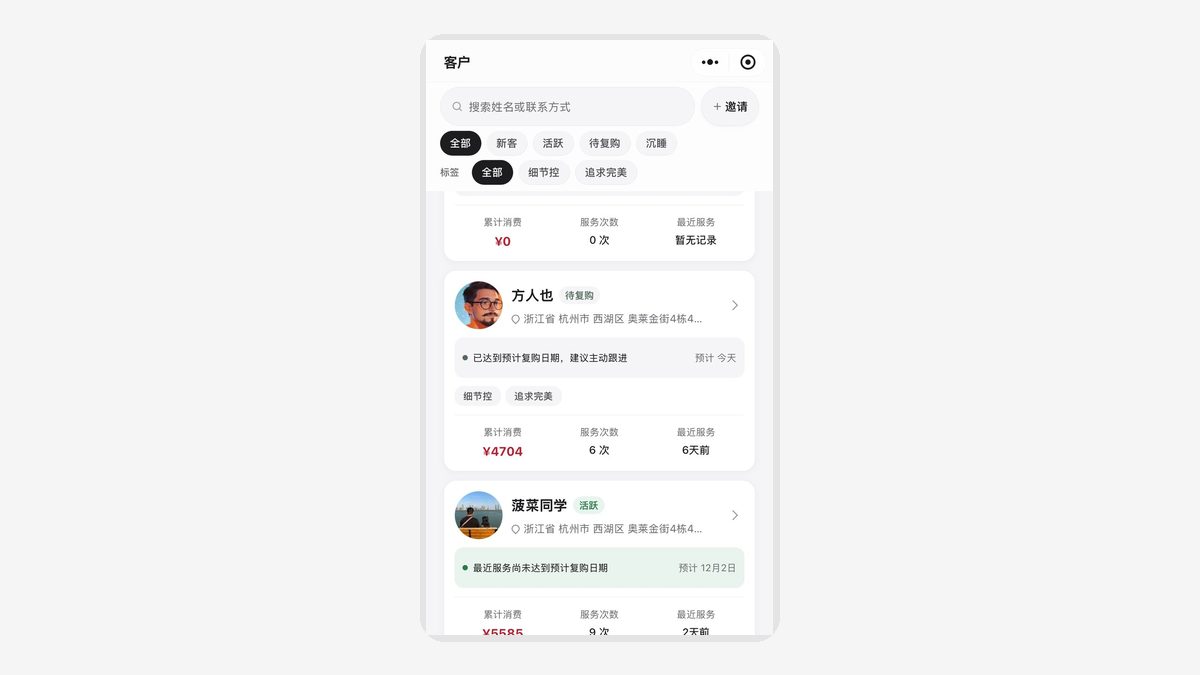 客户
搜索姓名或联系方式
+ 邀请
全部 新客 活跃 待复购 沉睡
标签 全部 细节控 追求完美
累计消费 服务次数 最近服务
¥0 0 次 暂无记录
方人也 待复购
浙江省 杭州市 西湖区 奥莱金街4栋4...
已达到预计复购日期，建议主动跟进 预计 今天
细节控 追求完美
累计消费 服务次数 最近服务
¥4704 6 次 6天前
菠菜同学 活跃
浙江省 杭州市 西湖区 奥莱金街4栋4...
最近服务尚未达到预计复购日期 预计 12月2日
累计消费 服务次数 最近服务
¥5585 9 次 2天前